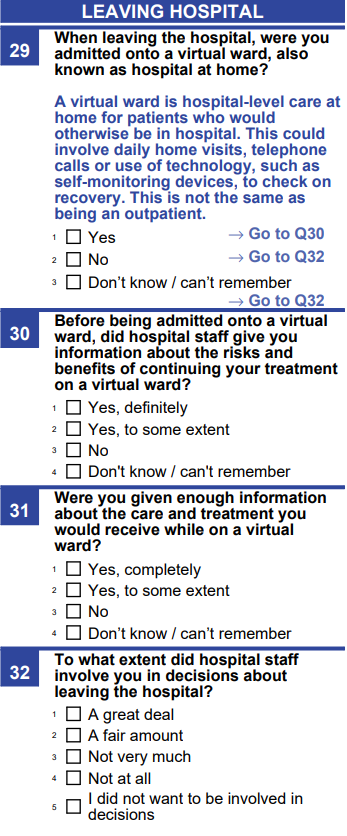 LEAVING HOSPITAL
29
When leaving the hospital, were you
admitted onto a virtual ward, also
known as hospital at home?
A virtual ward is hospital-level care at
home for patients who would
otherwise be in hospital. This could
involve daily home visits, telephone
calls or use of technology, such as
self-monitoring devices, to check on
recovery. This is not the same as
being an outpatient.
1 Yes → Go to Q30
2 No → Go to Q32
3 Don’t know / can’t remember
→ Go to Q32
30
Before being admitted onto a virtual
ward, did hospital staff give you
information about the risks and
benefits of continuing your treatment
on a virtual ward?
1 Yes, definitely
2 Yes, to some extent
3 No
4 Don't know / can't remember
31
Were you given enough information
about the care and treatment you
would receive while on a virtual
ward?
1 Yes, completely
2 Yes, to some extent
3 No
4 Don’t know / can’t remember
32
To what extent did hospital staff
involve you in decisions about
leaving the hospital?
1 A great deal
2 A fair amount
3 Not very much
4 Not at all
5 I did not want to be involved in
decisions